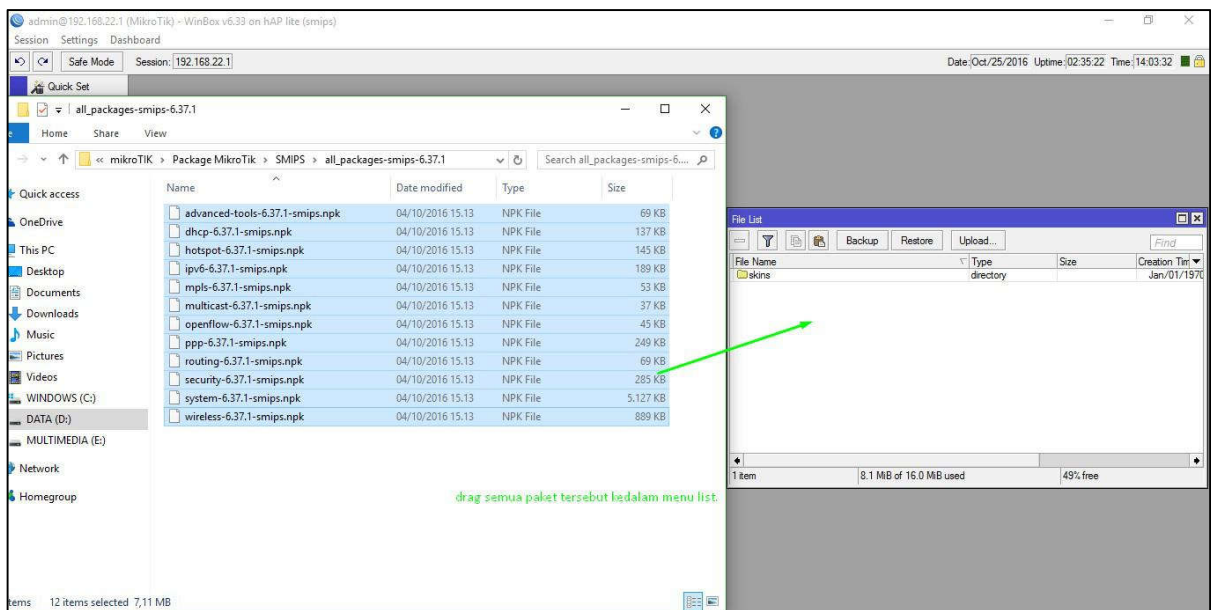 admin@192.168.22.1 (MikroTik) - WinBox v6.33 on hAP lite (smips)
Session Settings Dashboard
Safe Mode Session: 192.168.22.1 Date: Oct/25/2016 Uptime: 02:35:22 Time: 14:03:32
Quick Set
all_packages-smips-6.37.1
Home Share View
« mikroTIK > Package MikroTik > SMIPS > all_packages-smips-6.37.1 Search all_packages-smips-6....
Quick access
OneDrive
This PC
Desktop
Documents
Downloads
Music
Pictures
Videos
WINDOWS (C:)
DATA (D:)
MULTIMEDIA (E:)
Network
Homegroup
Name Date modified Type Size
advanced-tools-6.37.1-smips.npk 04/10/2016 15.13 NPK File 69 KB
dhcp-6.37.1-smips.npk 04/10/2016 15.13 NPK File 137 KB
hotspot-6.37.1-smips.npk 04/10/2016 15.13 NPK File 145 KB
ipv6-6.37.1-smips.npk 04/10/2016 15.13 NPK File 189 KB
mpls-6.37.1-smips.npk 04/10/2016 15.13 NPK File 53 KB
multicast-6.37.1-smips.npk 04/10/2016 15.13 NPK File 37 KB
openflow-6.37.1-smips.npk 04/10/2016 15.13 NPK File 45 KB
ppp-6.37.1-smips.npk 04/10/2016 15.13 NPK File 249 KB
routing-6.37.1-smips.npk 04/10/2016 15.13 NPK File 69 KB
security-6.37.1-smips.npk 04/10/2016 15.13 NPK File 285 KB
system-6.37.1-smips.npk 04/10/2016 15.13 NPK File 5.127 KB
wireless-6.37.1-smips.npk 04/10/2016 15.13 NPK File 889 KB
drag semua paket tersebut kedalam menu list.
tems 12 items selected 7,11 MB
File List
Backup Restore Upload... Find
File Name Type Size Creation Tim
skins directory Jan/01/1970
1 item 8.1 MiB of 16.0 MiB used 49% free